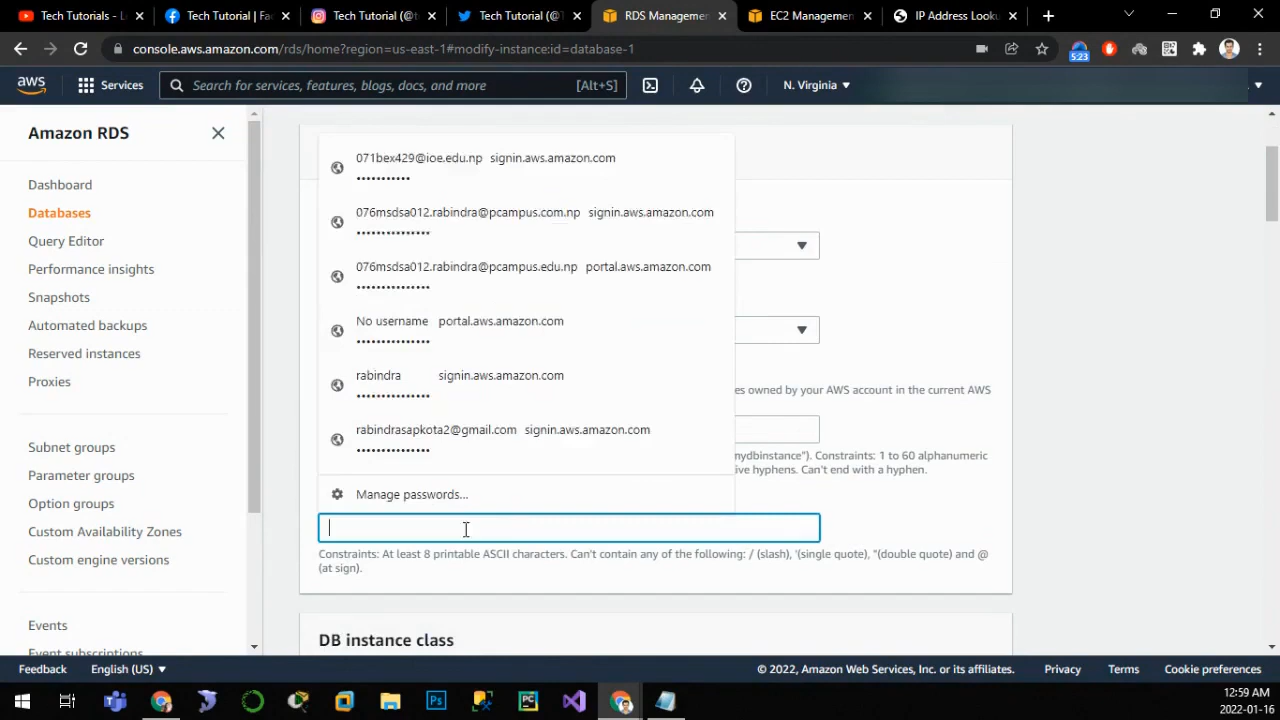 Tech Tutorials - L
Tech Tutorial | Fac
Tech Tutorial (@t
Tech Tutorial (@T
RDS Manageme
EC2 Managemen
IP Address Looku
console.aws.amazon.com/rds/home?region=us-east-1#modify-instance:id=database-1
5:23
aws
Services
Search for services, features, blogs, docs, and more
[Alt+S]
N. Virginia
Amazon RDS
Dashboard
Databases
Query Editor
Performance insights
Snapshots
Automated backups
Reserved instances
Proxies
Subnet groups
Parameter groups
Option groups
Custom Availability Zones
Custom engine versions
Events
Event subscriptions
071bex429@ioe.edu.np signin.aws.amazon.com
•••••••••••
076msdsa012.rabindra@pcampus.com.np signin.aws.amazon.com
•••••••••••••••
076msdsa012.rabindra@pcampus.edu.np portal.aws.amazon.com
•••••••••••••••
No username portal.aws.amazon.com
•••••••••••••••
rabindra signin.aws.amazon.com
•••••••••••••••
rabindrasapkota2@gmail.com signin.aws.amazon.com
•••••••••••••••
Manage passwords...
es owned by your AWS account in the current AWS
nydbinstance"). Constraints: 1 to 60 alphanumeric
ive hyphens. Can't end with a hyphen.
Constraints: At least 8 printable ASCII characters. Can't contain any of the following: / (slash), '(single quote), "(double quote) and @
(at sign).
DB instance class
Feedback
English (US)
© 2022, Amazon Web Services, Inc. or its affiliates.
Privacy
Terms
Cookie preferences
12:59 AM
2022-01-16